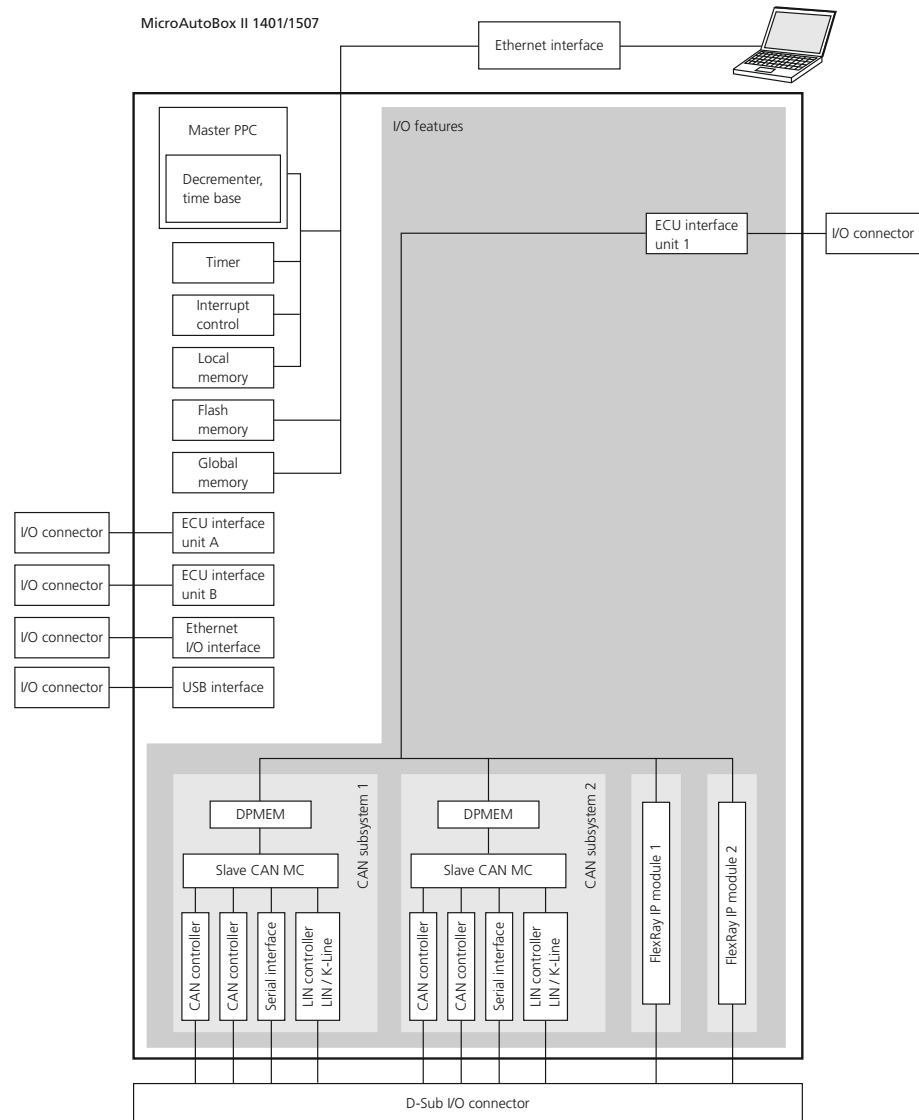 MicroAutoBox II 1401/1507
Ethernet interface
Master PPC
I/O features
Decrementer,
time base
ECU interface
unit 1
I/O connector
Timer
Interrupt
control
Local
memory
Flash
memory
Global
memory
I/O connector
ECU interface
unit A
I/O connector
ECU interface
unit B
I/O connector
Ethernet
I/O interface
I/O connector
USB interface
CAN subsystem 1
DPMEM
Slave CAN MC
CAN controller
CAN controller
Serial interface
LIN controller
LIN / K-Line
CAN subsystem 2
DPMEM
Slave CAN MC
CAN controller
CAN controller
Serial interface
LIN controller
LIN / K-Line
FlexRay IP module 1
FlexRay IP module 2
D-Sub I/O connector